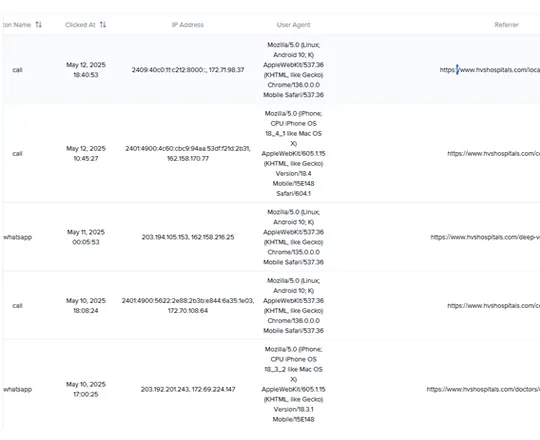 ton Name Clicked At IP Address User Agent Referrer
Mozilla/5.0 (Linux;
Android 10; K)
call May 12, 2025 18:40:53 2409:40c0:11:c212:8000::, 172.71.98.37 AppleWebKit/537.36 https://www.hvshospitals.com/loca
(KHTML, like Gecko)
Chrome/136.0.0.0
Mobile Safari/537.36
Mozilla/5.0 (iPhone;
CPU iPhone OS
18_4_1 like Mac OS
X)
call May 12, 2025 10:45:27 2401:4900:4c60:cbc9:94aa:53df:f21d:2b31, 162.158.170.77 AppleWebKit/605.1.15 https://www.hvshospitals.com/c
(KHTML, like Gecko)
Version/18.4
Mobile/15E148
Safari/604.1
Mozilla/5.0 (Linux;
Android 10; K)
whatsapp May 11, 2025 00:05:53 203.194.105.153, 162.158.216.25 AppleWebKit/537.36 https://www.hvshospitals.com/deep-v
(KHTML, like Gecko)
Chrome/135.0.0.0
Mobile Safari/537.36
Mozilla/5.0 (Linux;
Android 10; K)
call May 10, 2025 18:08:24 2401:4900:5622:2e88:2b3b:e844:6a35:1e03, 172.70.108.64 AppleWebKit/537.36 https://www.hvshospitals.com/c
(KHTML, like Gecko)
Chrome/136.0.0.0
Mobile Safari/537.36
Mozilla/5.0 (iPhone;
CPU iPhone OS
18_3_2 like Mac OS
X)
whatsapp May 10, 2025 17:00:25 203.192.201.243, 172.69.224.147 AppleWebKit/605.1.15 https://www.hvshospitals.com/doctors/
(KHTML, like Gecko)
Version/18.3.1
Mobile/15E148